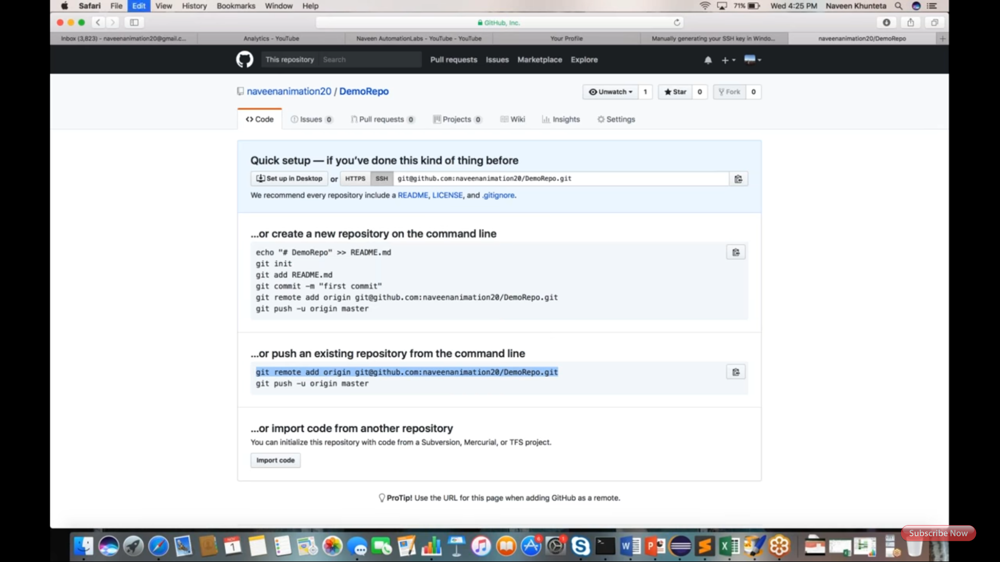 Safari File Edit View History Bookmarks Window Help 71% Wed 4:25 PM Naveen Khunteta
GitHub, Inc.
Inbox (3,823) - naveenanimation20@gmail.c... Analytics - YouTube Naveen AutomationLabs - YouTube - YouTube Your Profile Manually generating your SSH key in Windo... naveenanimation20/DemoRepo
This repository Search Pull requests Issues Marketplace Explore
naveenanimation20 / DemoRepo Unwatch 1 Star 0 Fork 0
Code Issues 0 Pull requests 0 Projects 0 Wiki Insights Settings
Quick setup — if you’ve done this kind of thing before
Set up in Desktop or HTTPS SSH git@github.com:naveenanimation20/DemoRepo.git
We recommend every repository include a README, LICENSE, and .gitignore.
...or create a new repository on the command line
echo "# DemoRepo" >> README.md
git init
git add README.md
git commit -m "first commit"
git remote add origin git@github.com:naveenanimation20/DemoRepo.git
git push -u origin master
...or push an existing repository from the command line
git remote add origin git@github.com:naveenanimation20/DemoRepo.git
git push -u origin master
...or import code from another repository
You can initialize this repository with code from a Subversion, Mercurial, or TFS project.
Import code
ProTip! Use the URL for this page when adding GitHub as a remote.
Subscribe Now
NOV
1